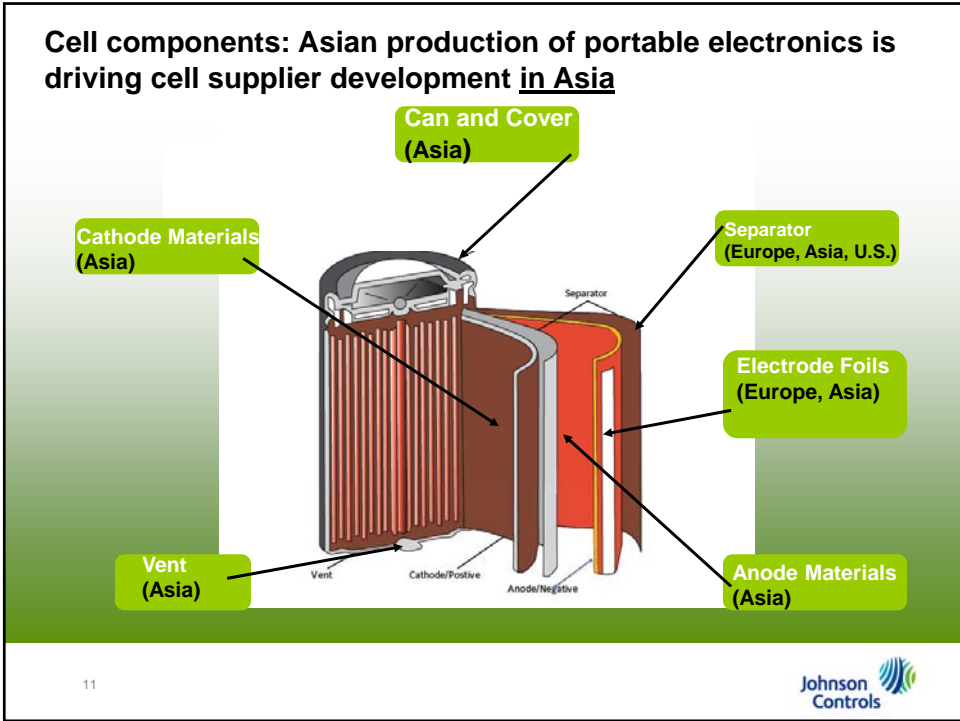 Cell components: Asian production of portable electronics is
driving cell supplier development in Asia
Can and Cover
(Asia)
Cathode Materials
(Asia)
Separator
(Europe, Asia, U.S.)
Separator
Electrode Foils
(Europe, Asia)
Vent
(Asia)
Vent
Cathode/Postive
Anode/Negative
Anode Materials
(Asia)
11
Johnson
Controls